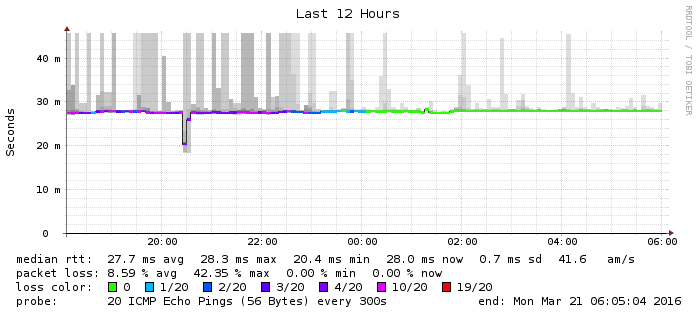 Last 12 Hours
RRDTOOL / TOBI OETIKER
Seconds
40 m
30 m
20 m
10 m
0
20:00 22:00 00:00 02:00 04:00 06:00
median rtt: 27.7 ms avg 28.3 ms max 20.4 ms min 28.0 ms now 0.7 ms sd 41.6 am/s
packet loss: 8.59 % avg 42.35 % max 0.00 % min 0.00 % now
loss color: 0 1/20 2/20 3/20 4/20 10/20 19/20
probe: 20 ICMP Echo Pings (56 Bytes) every 300s end: Mon Mar 21 06:05:04 2016